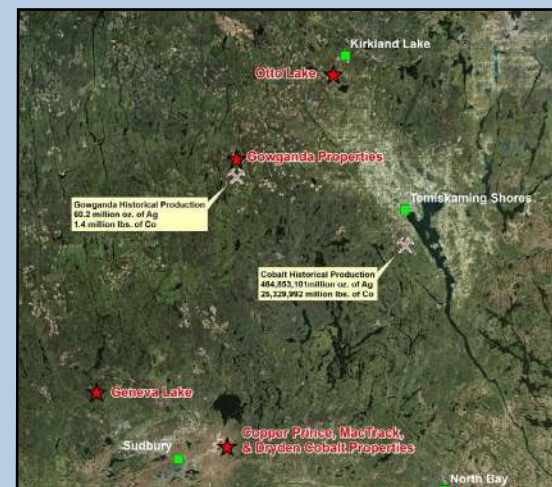 Kirkland Lake
Otto Lake
Gowganda Properties
Gowganda Historical Production
60.2 million oz. of Ag
1.4 million lbs. of Co
Temiskaming Shores
Cobalt Historical Production
464,853,101million oz. of Ag
25,329,992 million lbs. of Co
Geneva Lake
Copper Prince, MacTrack,
& Dryden Cobalt Properties
Sudbury
North Bay